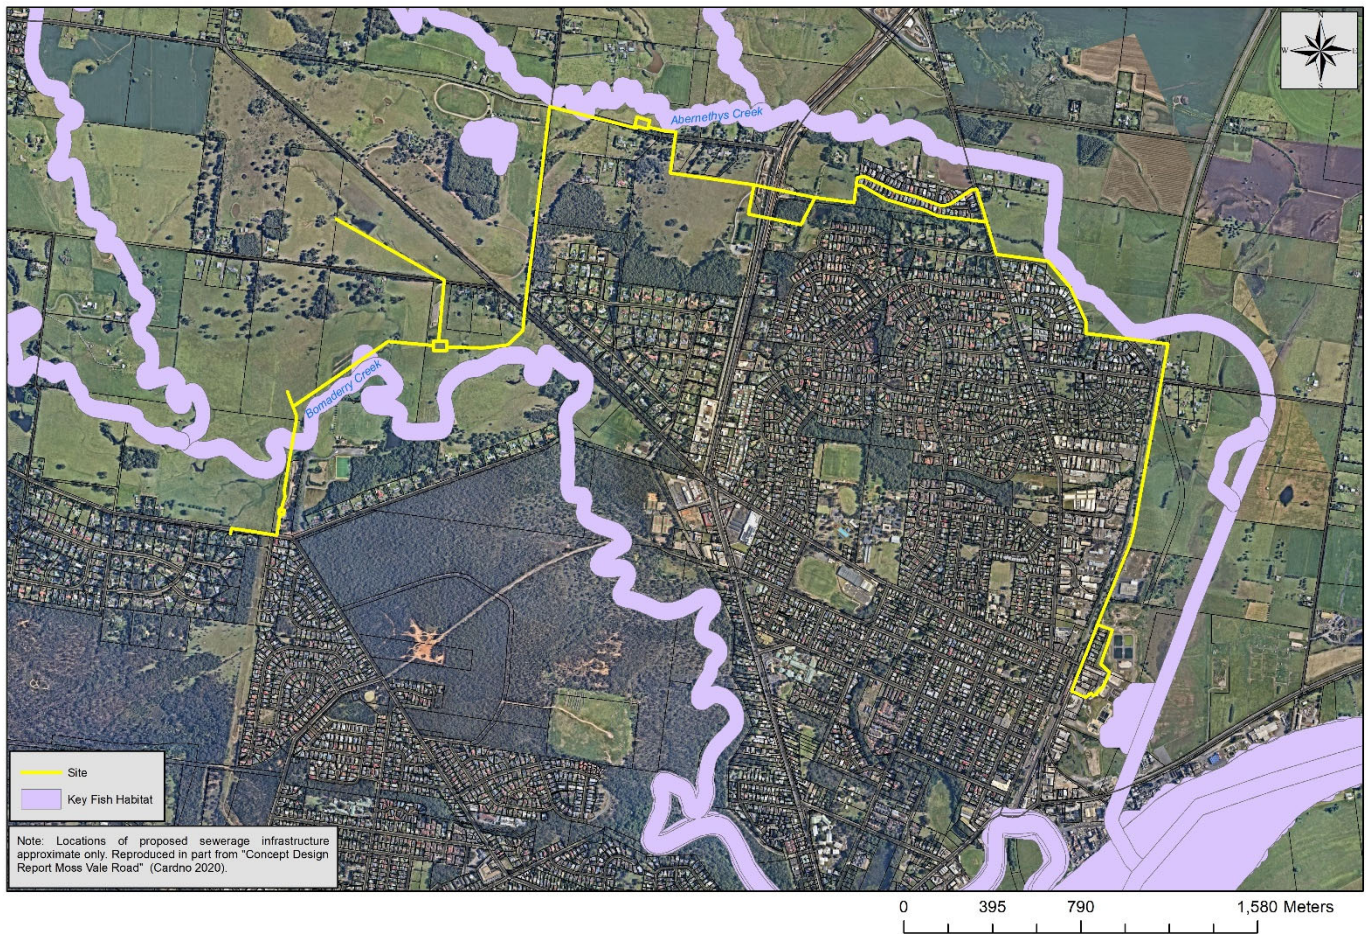 N
W E
S
Abernethys Creek
Bomaderry Creek
Site
Key Fish Habitat
Note: Locations of proposed sewerage infrastructure
approximate only. Reproduced in part from "Concept Design
Report Moss Vale Road" (Cardno 2020).
0 395 790 1,580 Meters